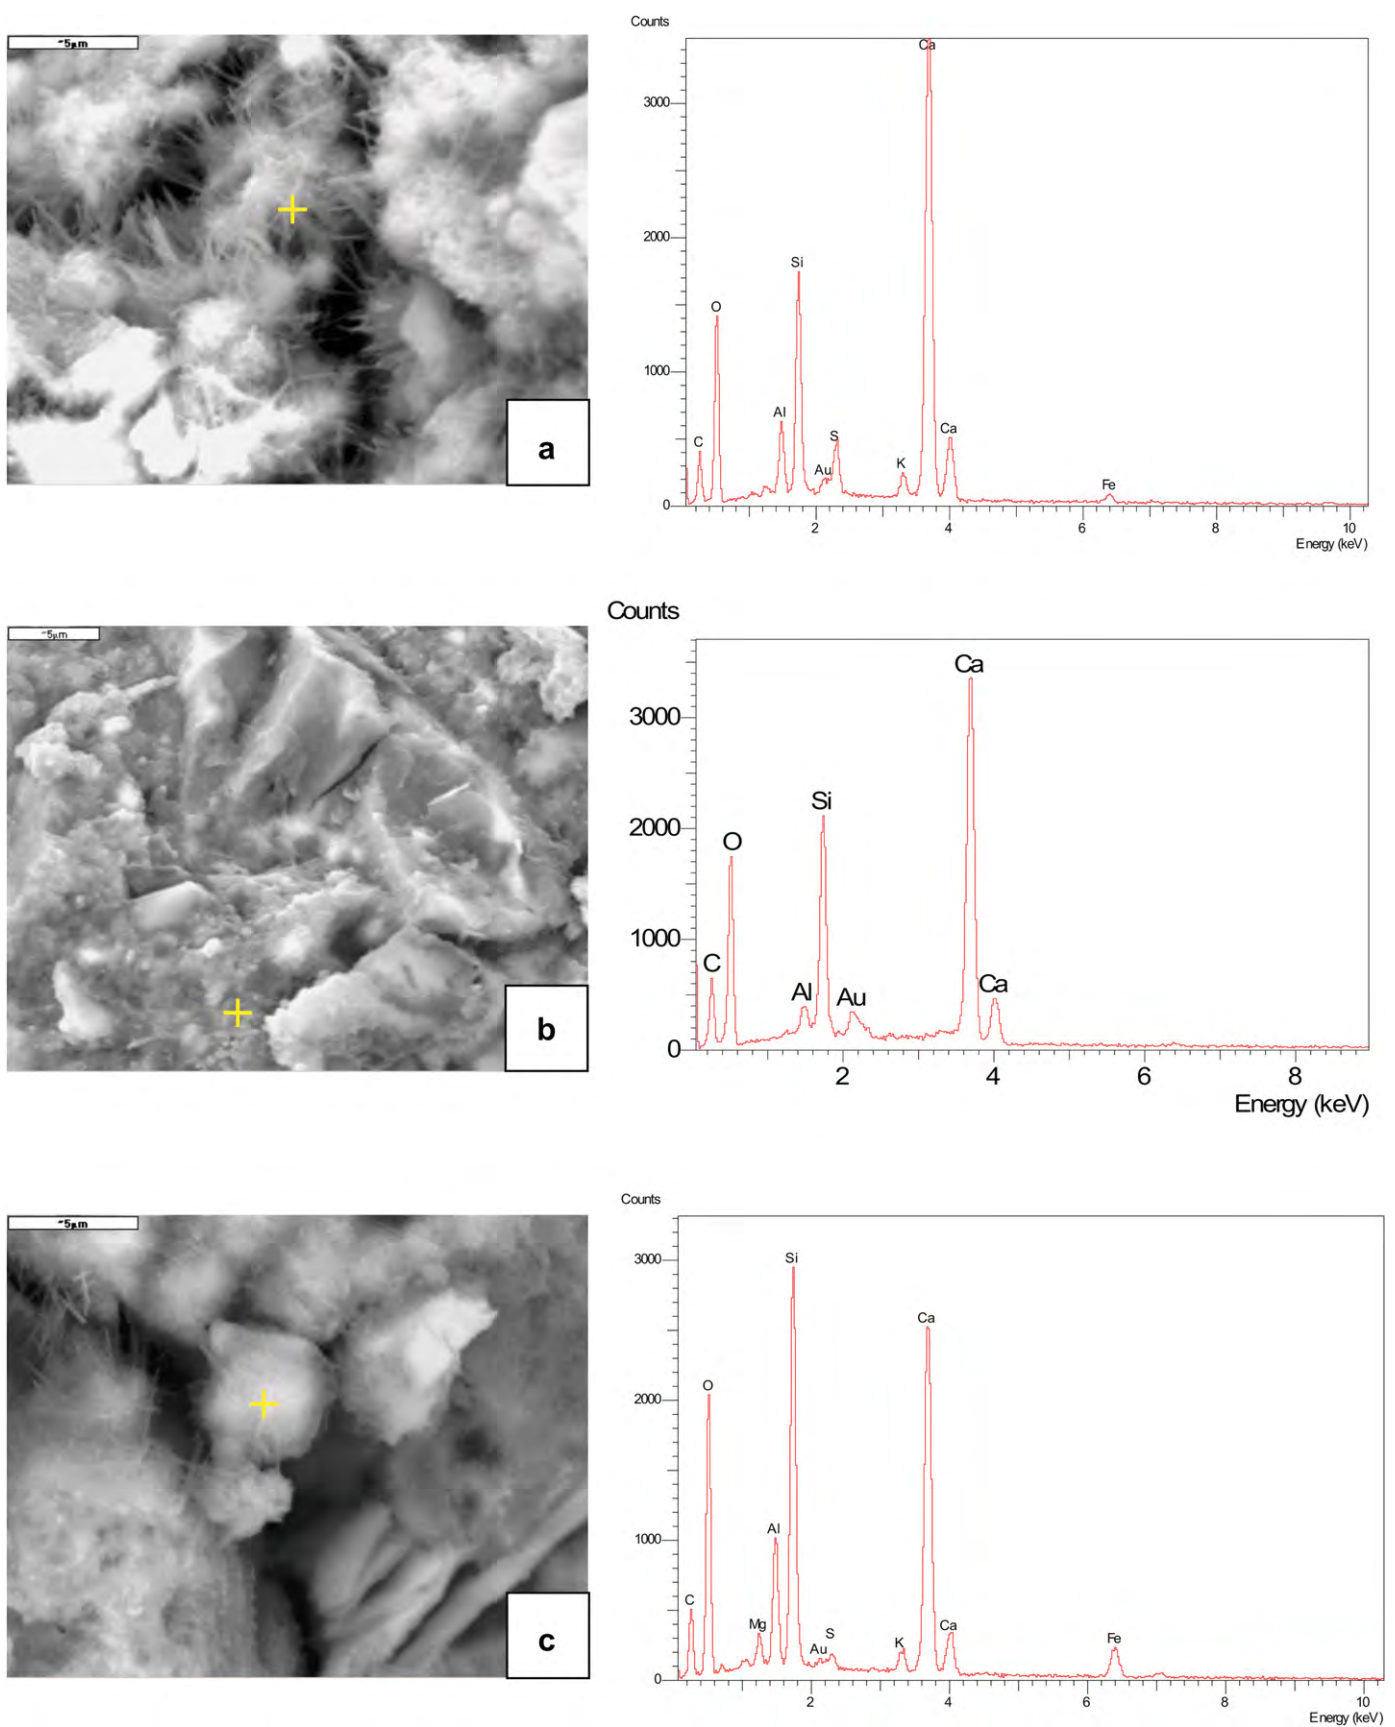 ~5µm
a
Counts
3000
2000
1000
0
C
O
Al
Si
Au
S
K
Ca
Ca
Fe
2 4 6 8 10
Energy (keV)
~5µm
b
Counts
3000
2000
1000
0
C
O
Al
Si
Au
Ca
Ca
2 4 6 8
Energy (keV)
~5µm
c
Counts
3000
2000
1000
0
C
O
Mg
Al
Si
Au
S
K
Ca
Ca
Fe
2 4 6 8 10
Energy (keV)